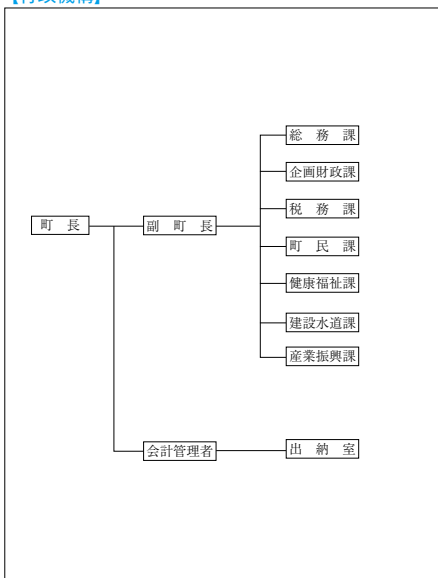 【行政機構】
総務課
企画財政課
税務課
町長
副町長
町民課
健康福祉課
建設水道課
産業振興課
会計管理者
出納室